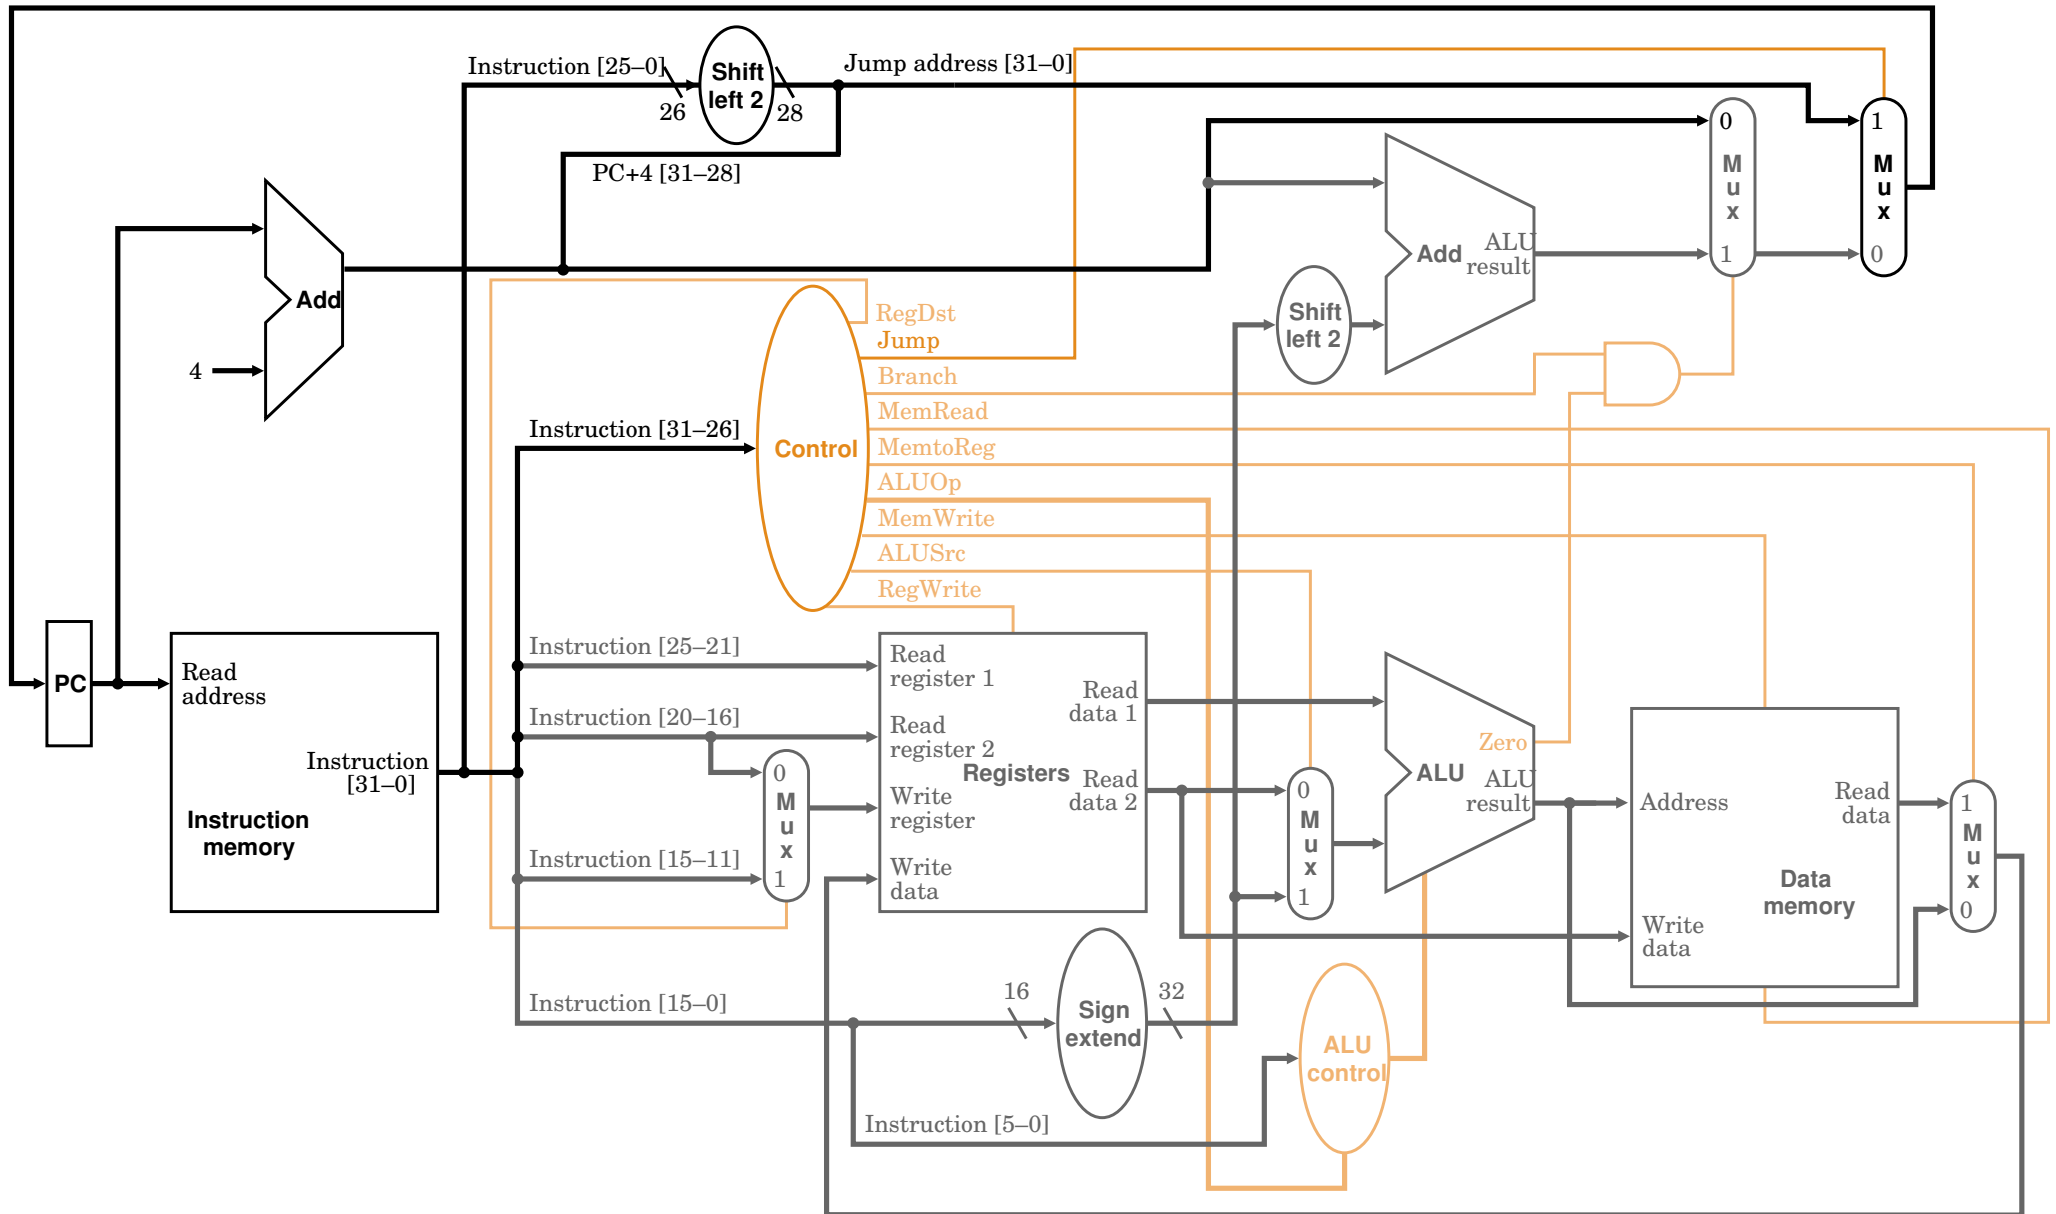 Instruction [25–0]
26
Shift
left 2
28
Jump address [31–0]
PC+4 [31–28]
Add
4
0
M
u
x
1
1
M
u
x
0
Add
ALU
result
Shift
left 2
RegDst
Jump
Branch
MemRead
MemtoReg
ALUOp
MemWrite
ALUSrc
RegWrite
Instruction [31–26]
Control
PC
Read
address
Instruction
[31–0]
Instruction
memory
Instruction [25–21]
Instruction [20–16]
Instruction [15–11]
0
M
u
x
1
Read
register 1
Read
register 2
Write
register
Write
data
Registers
Read
data 1
Read
data 2
0
M
u
x
1
Zero
ALU
ALU
result
Address
Write
data
Read
data
Data
memory
1
M
u
x
0
Instruction [15–0]
16
Sign
extend
32
ALU
control
Instruction [5–0]